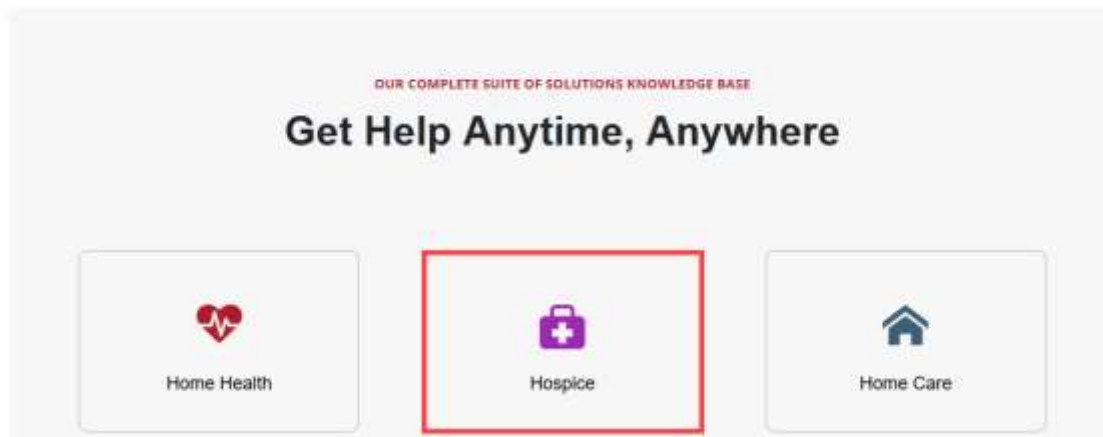 OUR COMPLETE SUITE OF SOLUTIONS KNOWLEDGE BASE
Get Help Anytime, Anywhere
Home Health
Hospice
Home Care